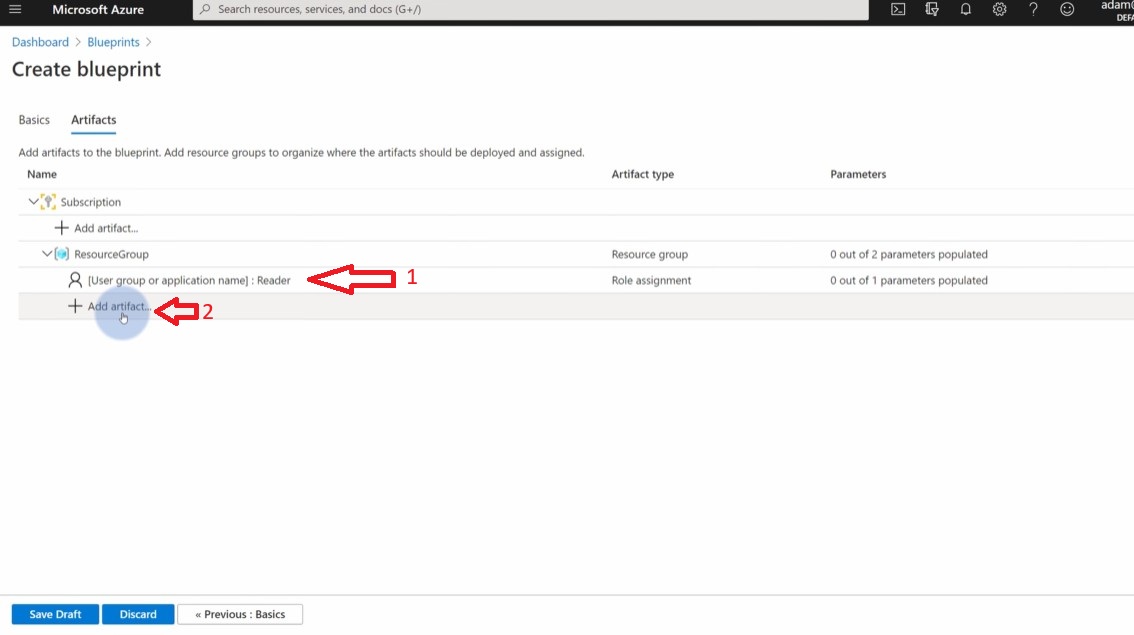 Microsoft Azure
Search resources, services, and docs (G+/)
adam@
DEFA
Dashboard > Blueprints >
Create blueprint
Basics Artifacts
Add artifacts to the blueprint. Add resource groups to organize where the artifacts should be deployed and assigned.
Name Artifact type Parameters
Subscription
Add artifact...
ResourceGroup Resource group 0 out of 2 parameters populated
[User group or application name] : Reader 1 Role assignment 0 out of 1 parameters populated
Add artifact... 2
Save Draft Discard « Previous : Basics